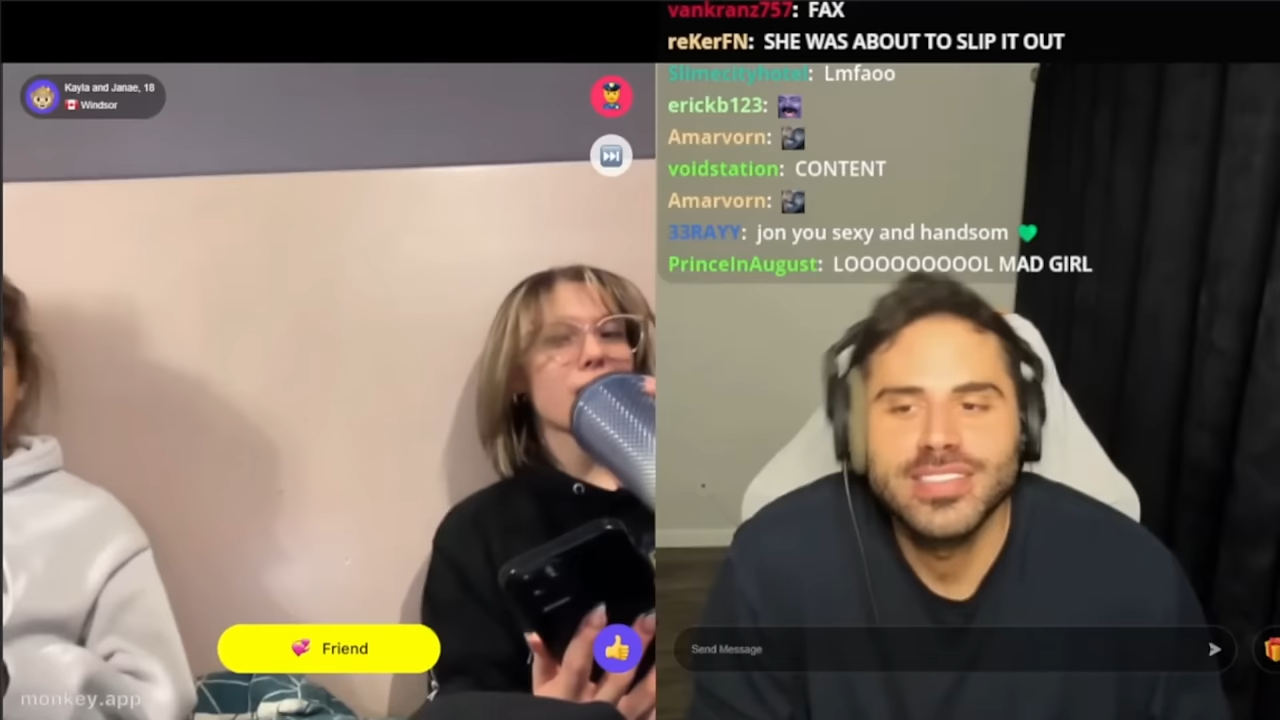 Kayla and Janae, 18
Windsor
Friend
monkey.app
vankranz757: FAX
reKerFN: SHE WAS ABOUT TO SLIP IT OUT
Slimecityhotel: Lmfaoo
erickb123:
Amarvorn:
voidstation: CONTENT
Amarvorn:
33RAYY: jon you sexy and handsom
PrinceInAugust: LOOOOOOOOOL MAD GIRL
Send Message